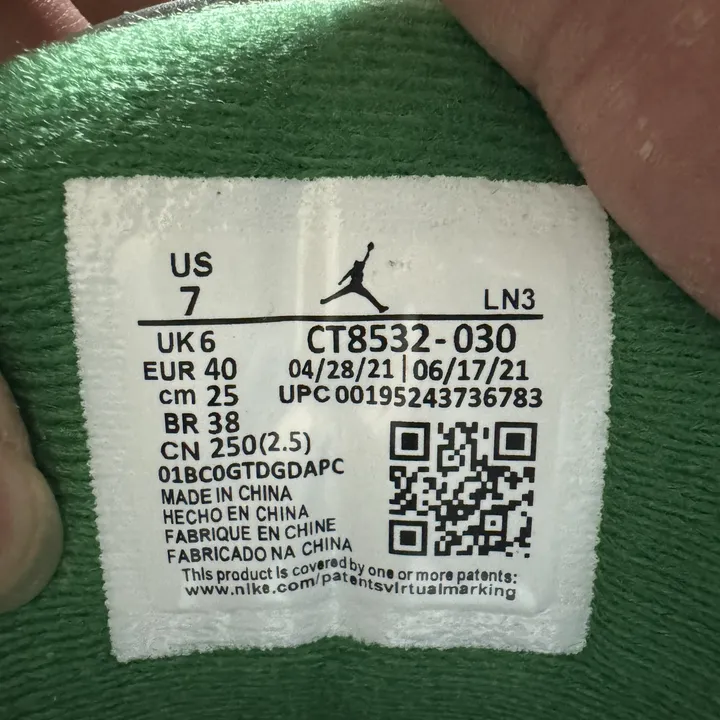 US
7
LN3
UK 6
CT8532-030
EUR 40
04/28/21 | 06/17/21
cm 25
UPC 00195243736783
BR 38
CN 250(2.5)
01BC0GTDGDAPC
MADE IN CHINA
HECHO EN CHINA
FABRIQUE EN CHINE
FABRICADO NA CHINA
This product is covered by one or more patents:
www.nike.com/patentsvirtualmarking